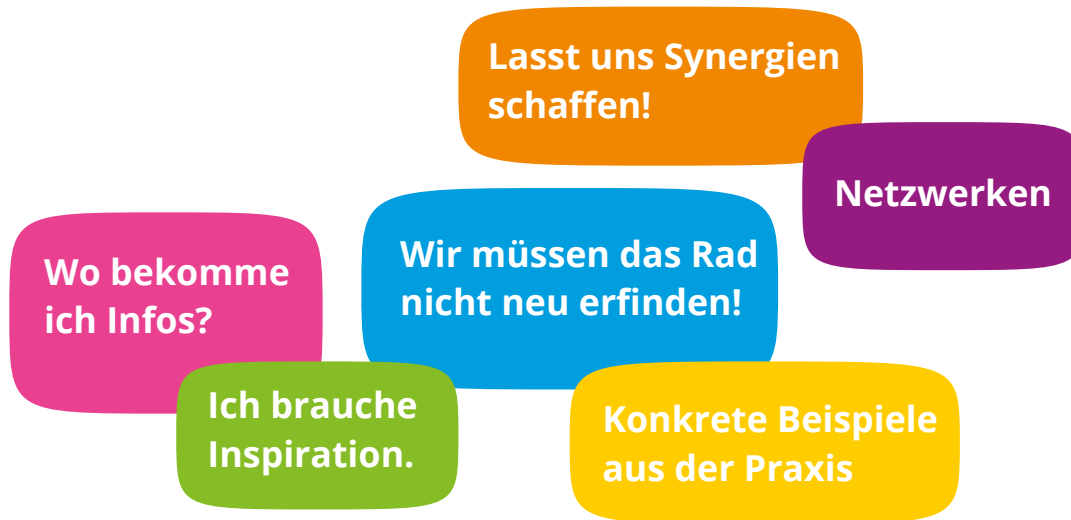 Lasst uns Synergien
schaffen!
Netzwerken
Wo bekomme
ich Infos?
Wir müssen das Rad
nicht neu erfinden!
Ich brauche
Inspiration.
Konkrete Beispiele
aus der Praxis